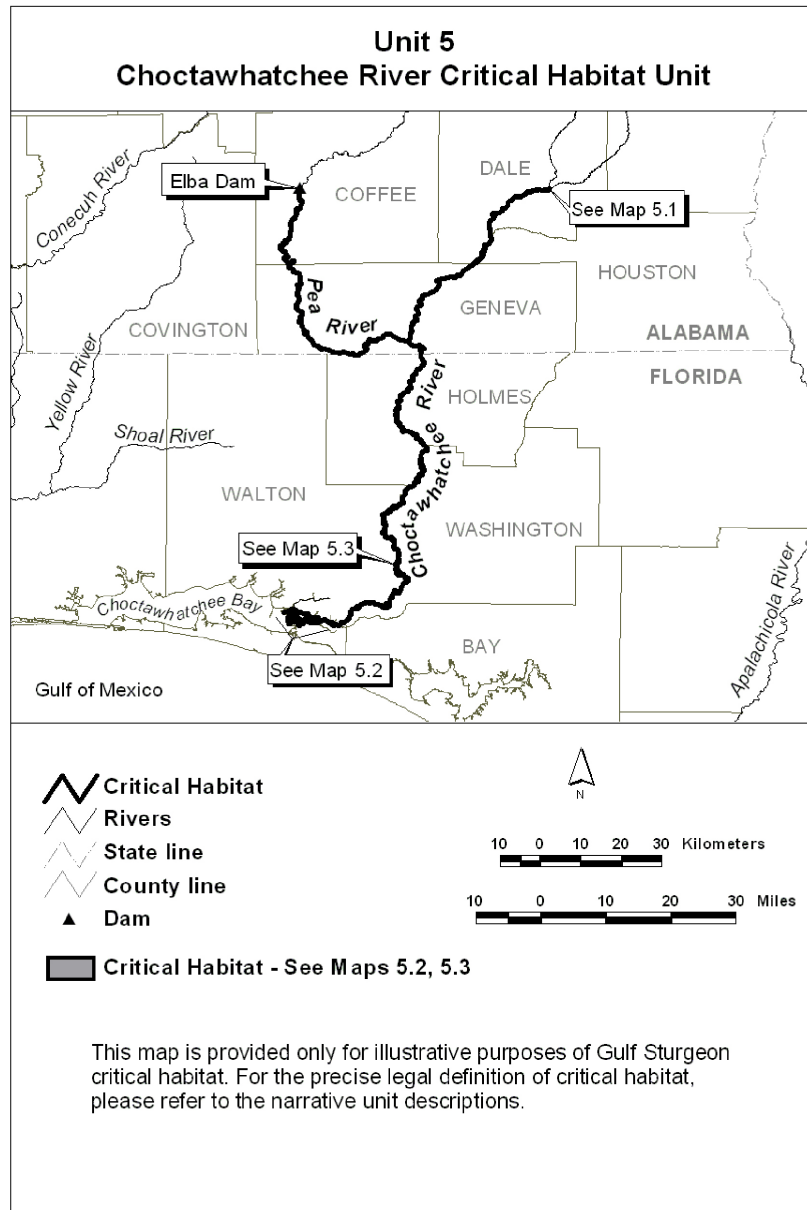 Unit 5
Choctawhatchee River Critical Habitat Unit
Conecuh River
Elba Dam
COFFEE
DALE
See Map 5.1
HOUSTON
Pea
River
GENEVA
COVINGTON
ALABAMA
FLORIDA
Yellow River
Shoal River
HOLMES
Choctawhatchee River
WALTON
WASHINGTON
See Map 5.3
Choctawhatchee Bay
See Map 5.2
BAY
Apalachicola River
Gulf of Mexico
Critical Habitat
Rivers
State line
County line
Dam
Critical Habitat - See Maps 5.2, 5.3
N
10 0 10 20 30 Kilometers
10 0 10 20 30 Miles
This map is provided only for illustrative purposes of Gulf Sturgeon
critical habitat. For the precise legal definition of critical habitat,
please refer to the narrative unit descriptions.